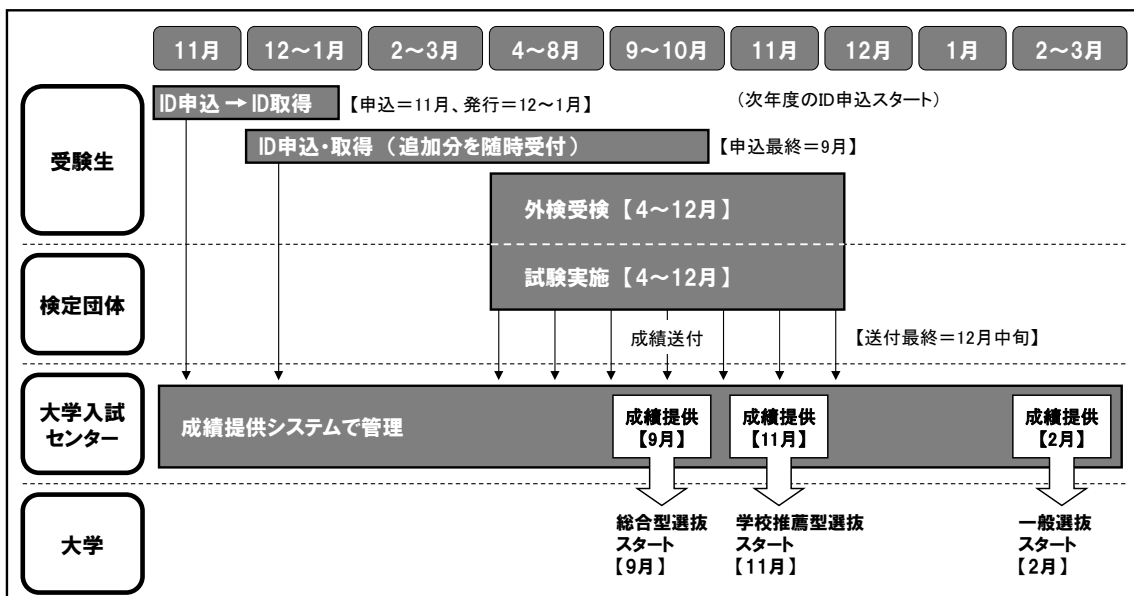 11月 12～1月 2～3月 4～8月 9～10月 11月 12月 1月 2～3月
受験生
ID申込 → ID取得 【申込＝11月、発行＝12～1月】 （次年度のID申込スタート）
ID申込・取得 （追加分を随時受付） 【申込最終＝9月】
外検受検 【4～12月】
検定団体
試験実施 【4～12月】
成績送付 【送付最終＝12月中旬】
大学入試
センター
成績提供システムで管理
成績提供
【9月】
成績提供
【11月】
成績提供
【2月】
大学
総合型選抜
スタート
【9月】
学校推薦型選抜
スタート
【11月】
一般選抜
スタート
【2月】